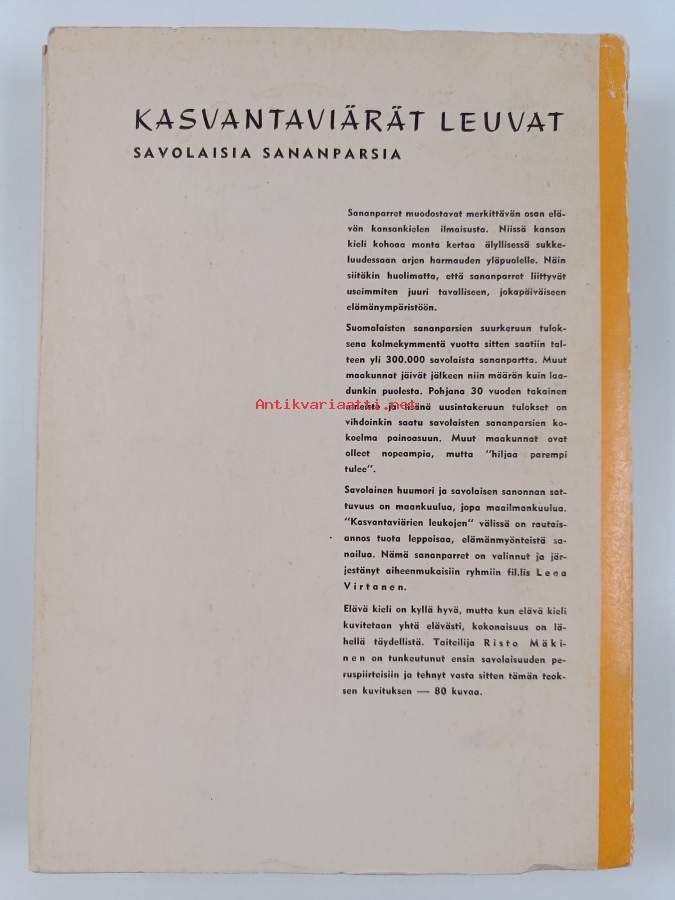 KASVANTAVIÄRÄT LEUVAT
SAVOLAISIA SANANPARSIA
Sananparret muodostavat merkittävän osan elä-
vän kansankielen ilmaisusta. Niissä kansan
kieli kohoaa monta kertaa älyllisessä sukke-
luudessaan arjen harmauden yläpuolelle. Näin
siitäkin huolimatta, että sananparret liittyvät
useimmiten juuri tavalliseen, jokapäiväiseen
elämänympäristöön.
Suomalaisten sananparsien suurkeruun tulok-
sena kolmekymmentä vuotta sitten saatiin tal-
teen yli 300.000 savolaista sananpartta. Muut
maakunnat jäivät jälkeen niin määrän kuin laa-
dunkin puolesta. Pohjana 30 vuoden takainen
Antikvariaatti.net
aineisto ja lisänä uusintakeruun tulokset on
vihdoinkin saatu savolaisten sananparsien ko-
koelma painoasuun. Muut maakunnat ovat
olleet nopeampia, mutta "hiljaa parempi
tulee".
Savolainen huumori ja savolaisen sanonnan sat-
tuvuus on maankuulua, jopa maailmankuulua.
"Kasvantaviärien leukojen" välissä on rautais-
annos tuota leppoisaa, elämänmyönteistä sa-
nailua. Nämä sananparret on valinnut ja jär-
jestänyt aiheenmukaisiin ryhmiin fil.lis Leea
Virtanen.
Elävä kieli on kyllä hyvä, mutta kun elävä kieli
kuvitetaan yhtä elävästi, kokonaisuus on lä-
hellä täydellistä. Taiteilija Risto Mäki-
nen on tunkeutunut ensin savolaisuuden pe-
ruspiirteisiin ja tehnyt vasta sitten tämän teok-
sen kuvituksen — 80 kuvaa.